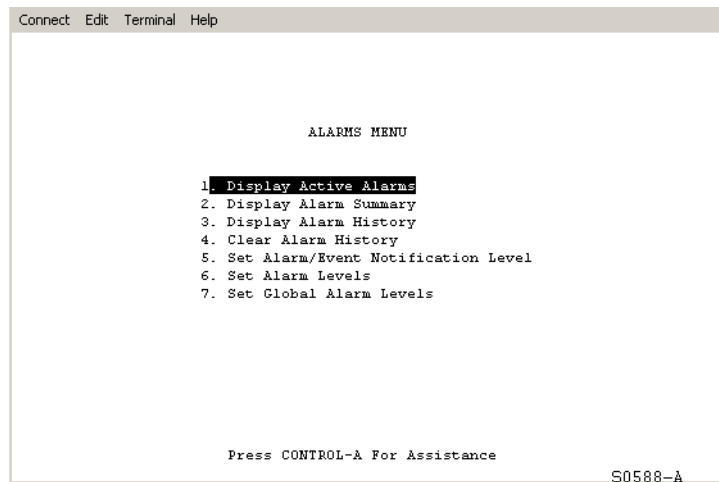 Connect Edit Terminal Help
ALARMS MENU
1. Display Active Alarms
2. Display Alarm Summary
3. Display Alarm History
4. Clear Alarm History
5. Set Alarm/Event Notification Level
6. Set Alarm Levels
7. Set Global Alarm Levels
Press CONTROL-A For Assistance
S0588-A